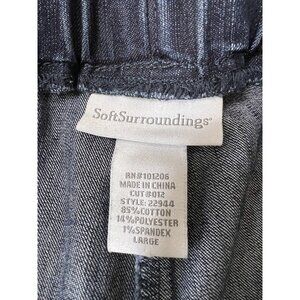 SoftSurroundings®
RN#101206
MADE IN CHINA
CUT#012
STYLE: 22944
85%COTTON
14%POLYESTER
1%SPANDEX
LARGE